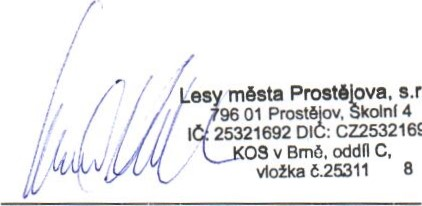 Lesy města Prostějova, s.r
796 01 Prostějov, Školní 4
IČ: 25321692 DIČ: CZ2532169
KOS v Brně, oddíl C,
vložka č.25311 8